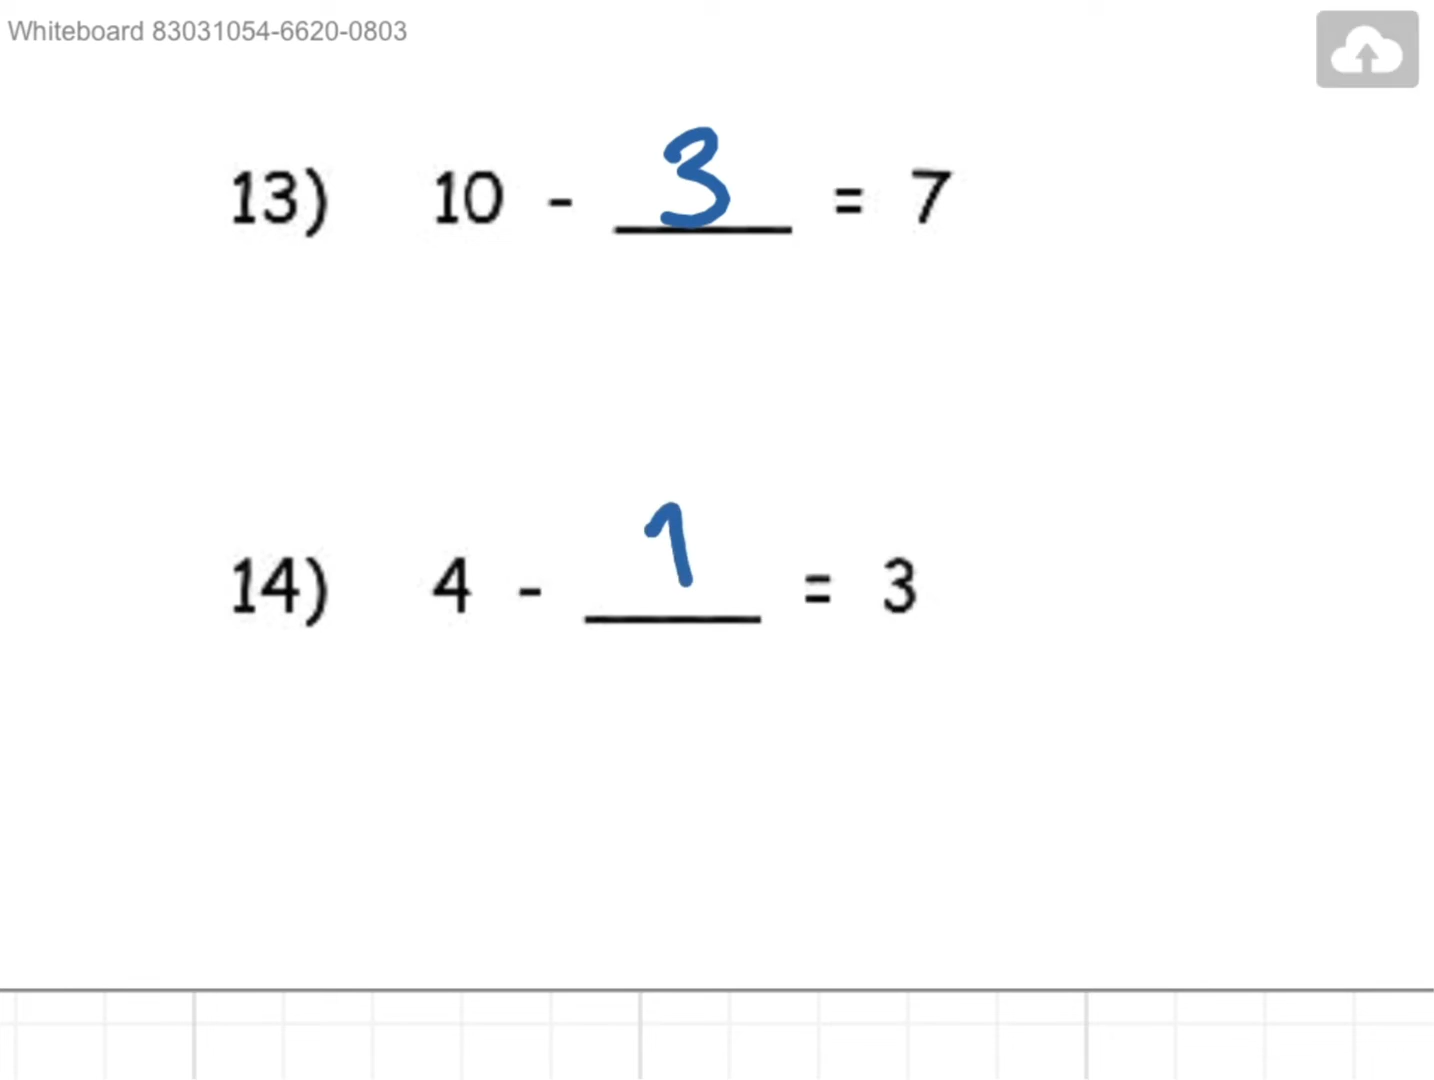 Whiteboard 83031054-6620-0803
13) 10 - 3 = 7
14) 4 - 1 = 3